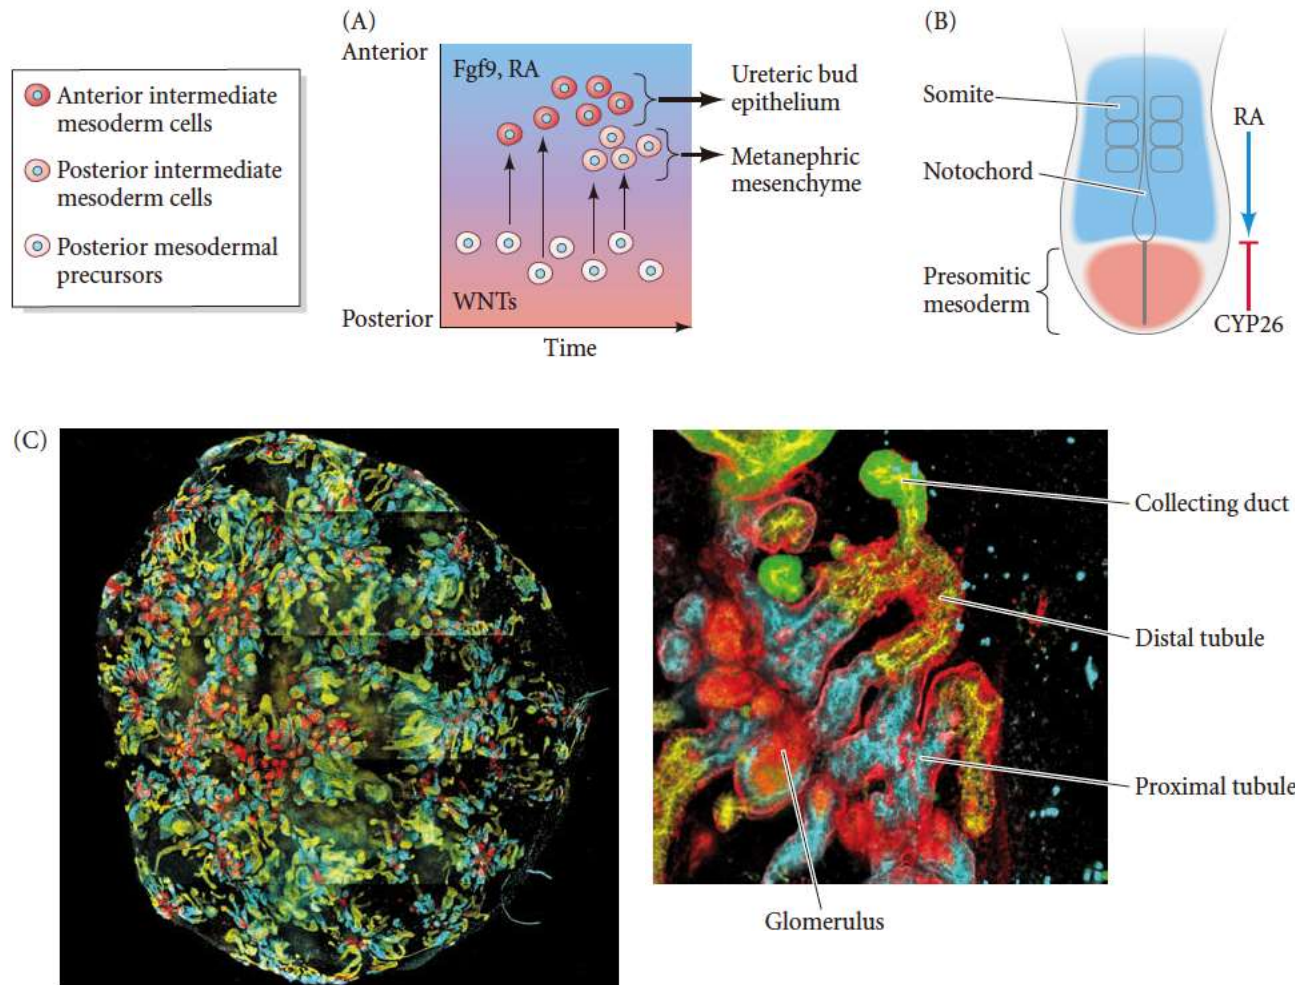 Anterior intermediate
mesoderm cells
Posterior intermediate
mesoderm cells
Posterior mesodermal
precursors
(A)
Anterior
Fgf9, RA
Ureteric bud
epithelium
Metanephric
mesenchyme
WNTs
Posterior
Time
(B)
Somite
RA
Notochord
Presomitic
mesoderm
CYP26
(C)
Collecting duct
Distal tubule
Proximal tubule
Glomerulus